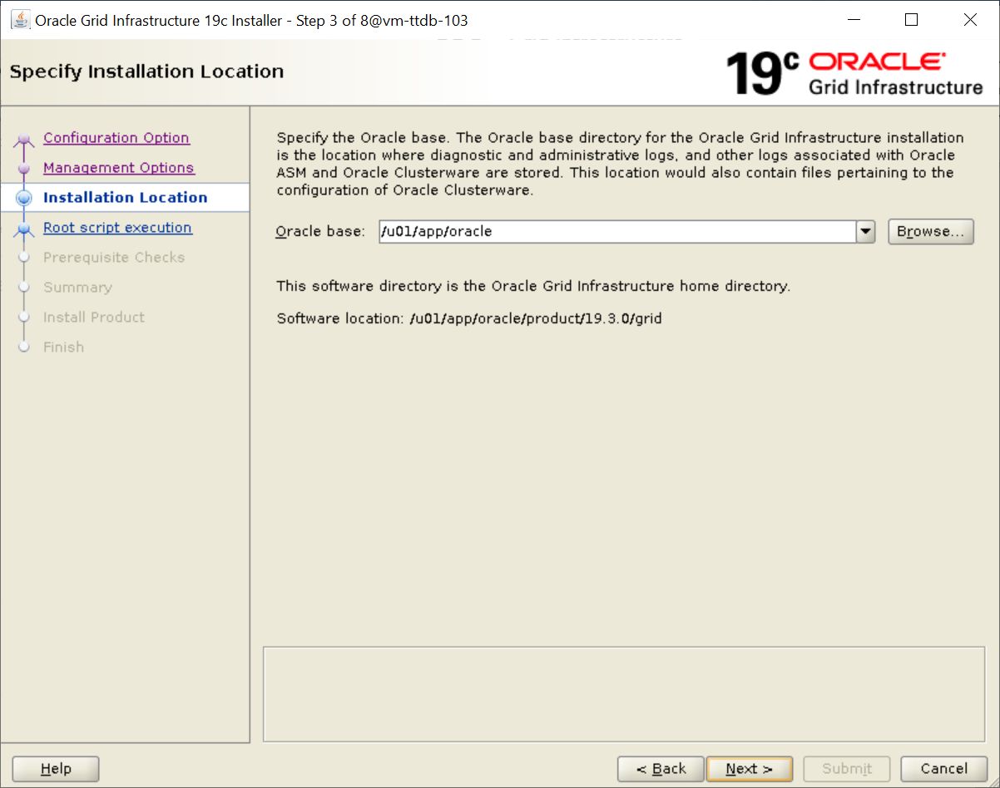 Oracle Grid Infrastructure 19c Installer - Step 3 of 8@vm-ttdb-103
Specify Installation Location
19c ORACLE
Grid Infrastructure
Configuration Option
Management Options
Installation Location
Root script execution
Prerequisite Checks
Summary
Install Product
Finish
Specify the Oracle base. The Oracle base directory for the Oracle Grid Infrastructure installation
is the location where diagnostic and administrative logs, and other logs associated with Oracle
ASM and Oracle Clusterware are stored. This location would also contain files pertaining to the
configuration of Oracle Clusterware.
Oracle base: /u01/app/oracle Browse...
This software directory is the Oracle Grid Infrastructure home directory.
Software location: /u01/app/oracle/product/19.3.0/grid
Help < Back Next > Submit Cancel